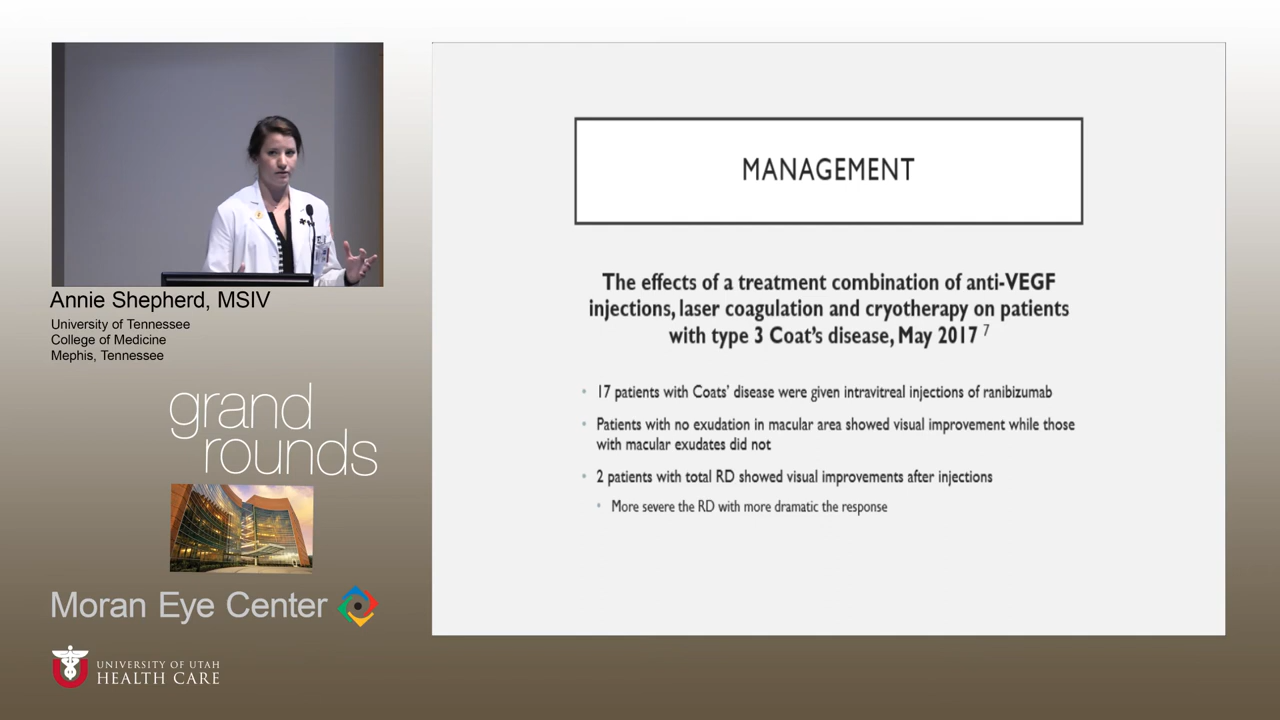 Annie Shepherd, MSIV
University of Tennessee
College of Medicine
Mephis, Tennessee
grand
rounds
Moran Eye Center
UNIVERSITY OF UTAH
HEALTH CARE
MANAGEMENT
The effects of a treatment combination of anti-VEGF
injections, laser coagulation and cryotherapy on patients
with type 3 Coat's disease, May 2017 7
• 17 patients with Coats' disease were given intravitreal injections of ranibizumab
• Patients with no exudation in macular area showed visual improvement while those
with macular exudates did not
• 2 patients with total RD showed visual improvements after injections
• More severe the RD with more dramatic the response